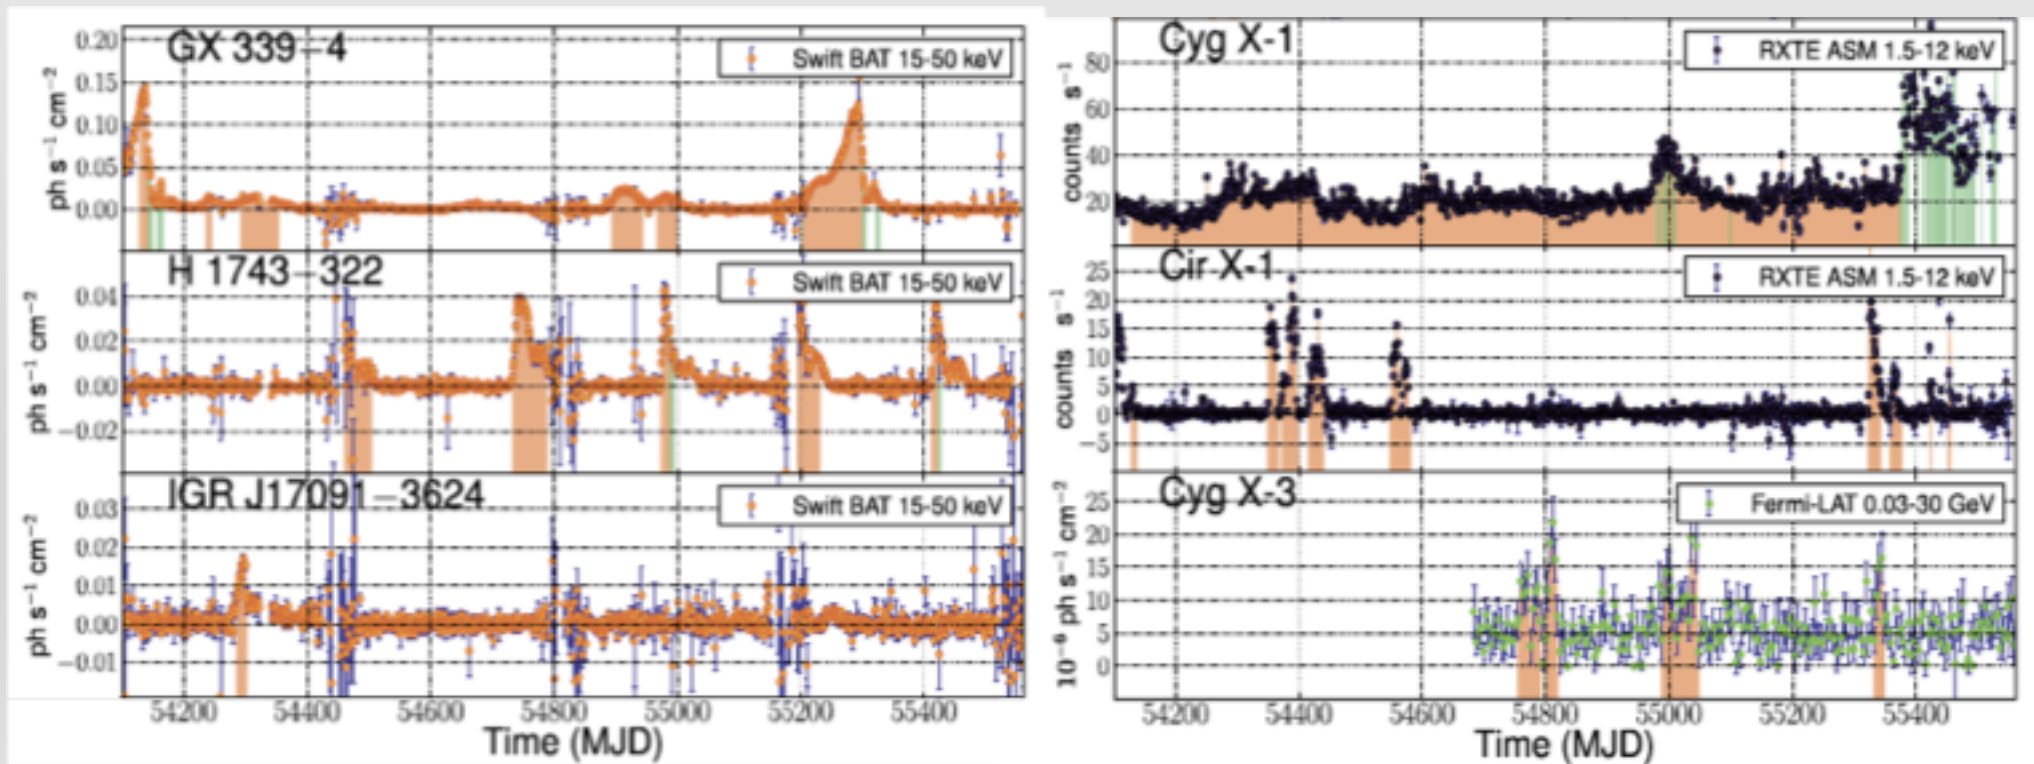 GX 339−4
Swift BAT 15-50 keV
0.20
0.15
0.10
0.05
0.00
ph s⁻¹ cm⁻²
H 1743−322
Swift BAT 15-50 keV
0.04
0.02
0.00
−0.02
ph s⁻¹ cm⁻²
IGR J17091−3624
Swift BAT 15-50 keV
0.03
0.02
0.01
0.00
−0.01
ph s⁻¹ cm⁻²
54200 54400 54600 54800 55000 55200 55400
Time (MJD)
Cyg X-1
RXTE ASM 1.5-12 keV
80
60
40
20
counts s⁻¹
Cir X-1
RXTE ASM 1.5-12 keV
25
20
15
10
5
0
−5
counts s⁻¹
Cyg X-3
Fermi-LAT 0.03-30 GeV
25
20
15
10
5
0
10⁻⁶ ph s⁻¹ cm⁻²
54200 54400 54600 54800 55000 55200 55400
Time (MJD)